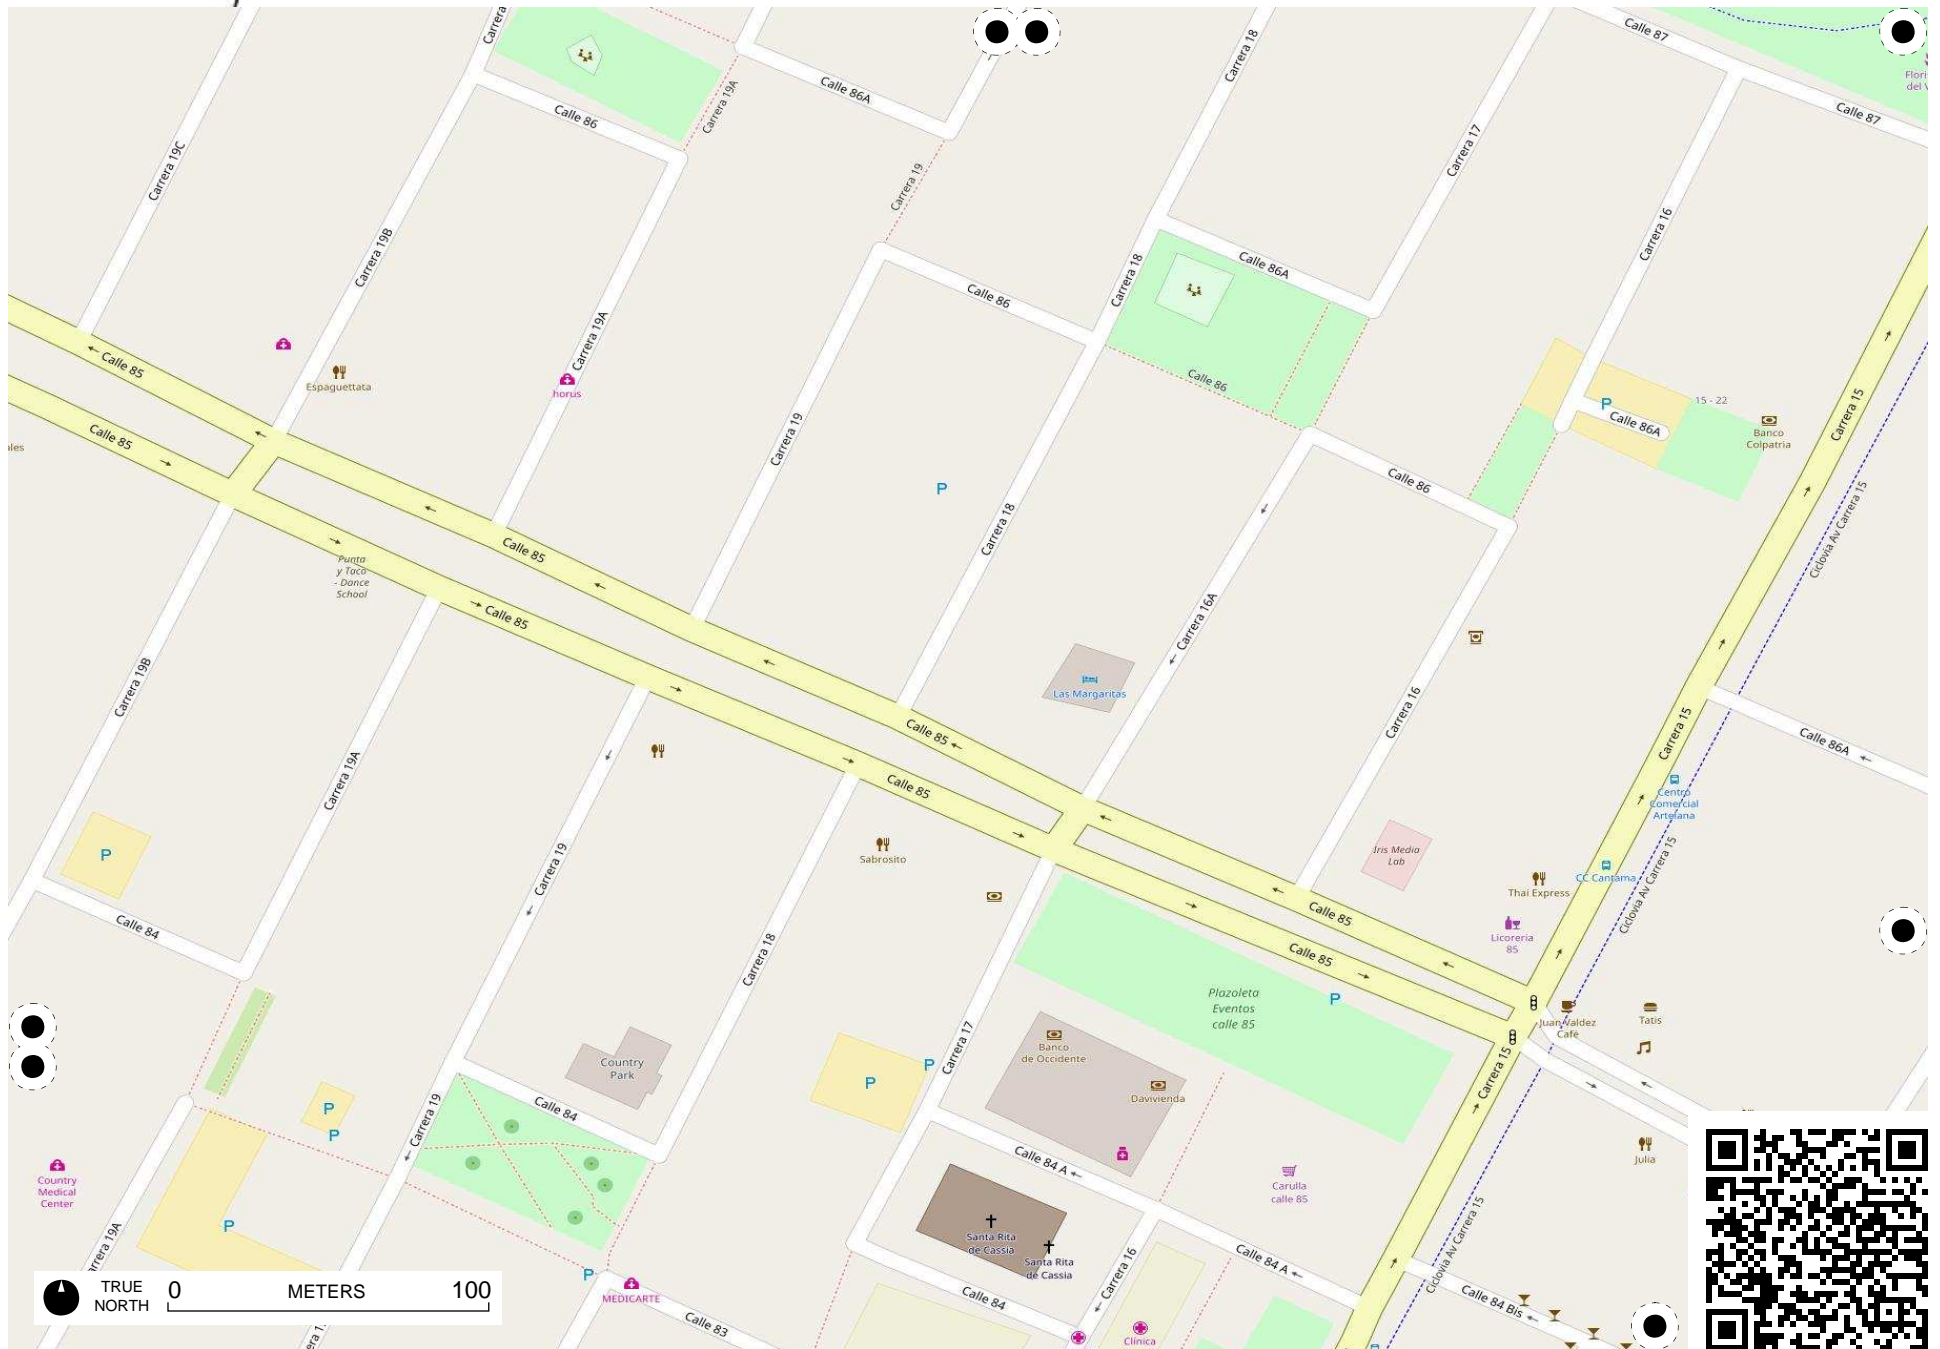 Carrera
Carrera 18
Calle 87
Calle 86A
Carrera 19A
Calle 86
Calle 87
Carrera 19C
Carrera 17
Carrera 19
Carrera 19B
Carrera 18
Calle 86A
Carrera 16
Calle 86
Carrera 19A
Calle 85
Espaguettata
horus
Calle 86
P
15 - 22
Calle 86A
Carrera 15
Banco
Colpatria
Calle 85
Carrera 19
P
Carrera 18
Calle 86
Ciclovía Av Carrera 15
Calle 85
Punta
y Taco
- Dance
School
Calle 85
Carrera 16A
Carrera 19B
Las Margaritas
Carrera 16
Calle 85
Carrera 15
Calle 86A
Carrera 19A
Calle 85
Centro
Comercial
Artelana
P
Sabrosito
Iris Media
Lab
Carrera 19
CC Cantama
Thai Express
Ciclovía Av Carrera 15
Calle 84
Calle 85
Licoreria
85
Carrera 18
Calle 85
Plazoleta
Eventos
calle 85
P
Juan Valdez
Café
Tatis
Carrera 17
Banco
de Occidente
Country
Park
P
P
Carrera 15
Davivienda
P
P
Calle 84
Carrera 19
Julia
Country
Medical
Center
Calle 84 A
Carulla
calle 85
P
Santa Rita
de Cassia
Santa Rita
de Cassia
Calle 84 A
Ciclovía Av Carrera 15
P
MEDICARTE
Carrera 16
Calle 84
Calle 84 Bis
Calle 83
Clínica
TRUE
NORTH
0 METERS 100